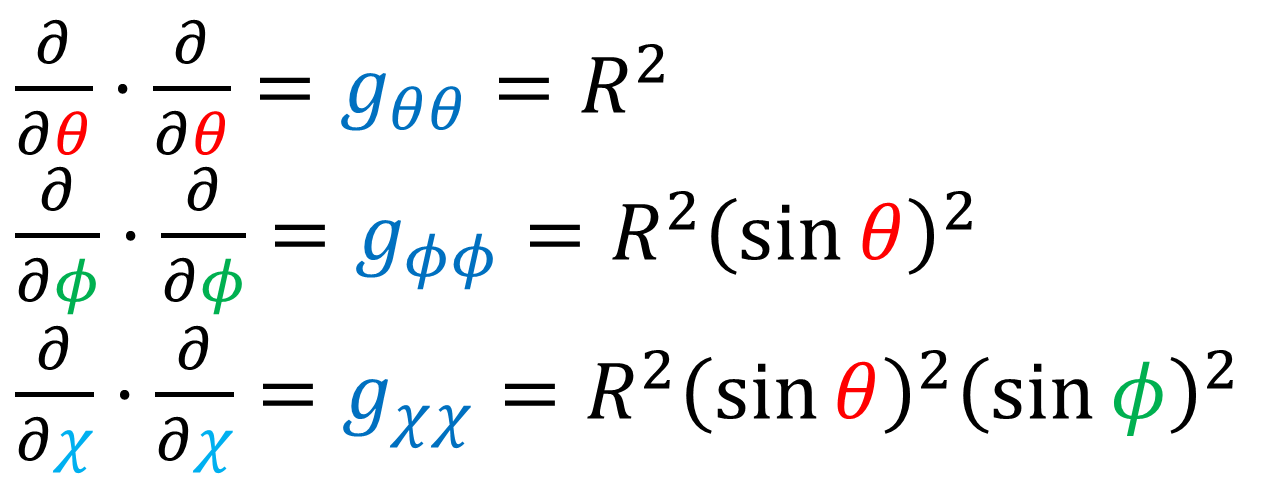 ∂/∂θ · ∂/∂θ = g_θθ = R²
∂/∂ϕ · ∂/∂ϕ = g_ϕϕ = R²(sin θ)²
∂/∂χ · ∂/∂χ = g_χχ = R²(sin θ)²(sin ϕ)²